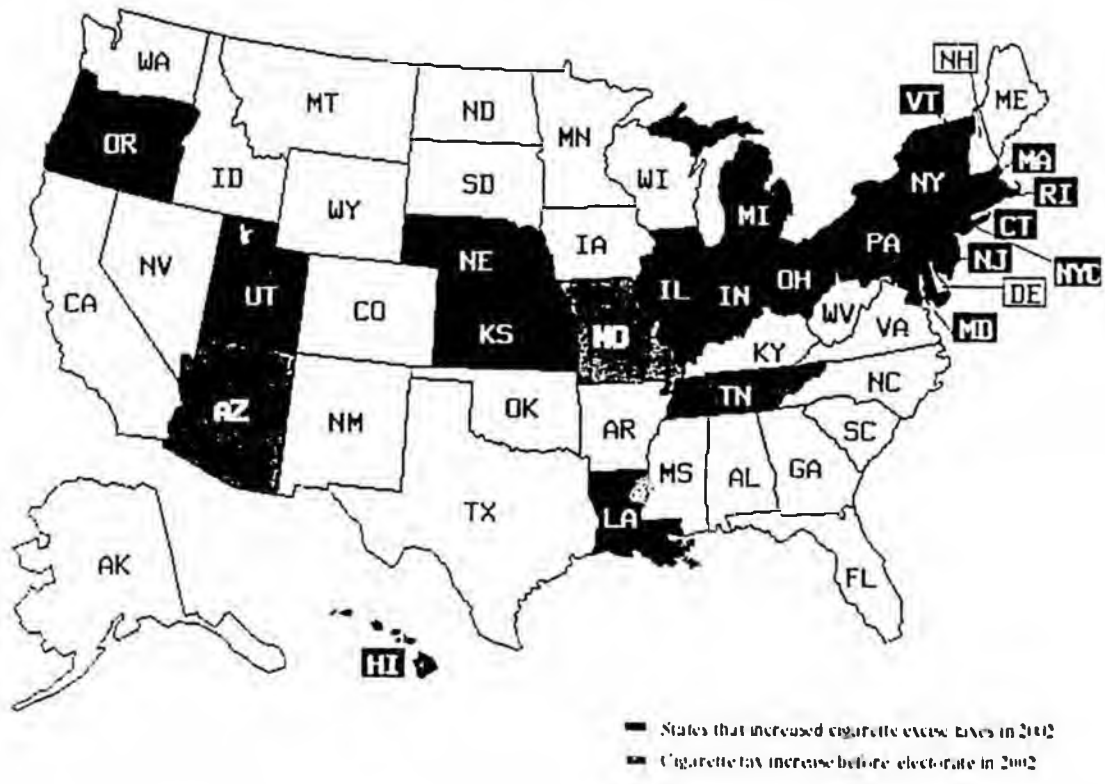 NH
WA
ME
VT
MT
ND
MN
OR
MA
ID
SD
WI
NY
RI
WY
MI
CT
IA
PA
NE
NJ
NYC
NV
OH
UT
IL
IN
DE
CA
CO
WV
MD
KS
MO
VA
KY
NC
TN
AZ
OK
NM
AR
SC
MS
AL
GA
TX
LA
AK
FL
HI
States that increased cigarette excise taxes in 2002
Cigarette tax increase before electorate in 2002